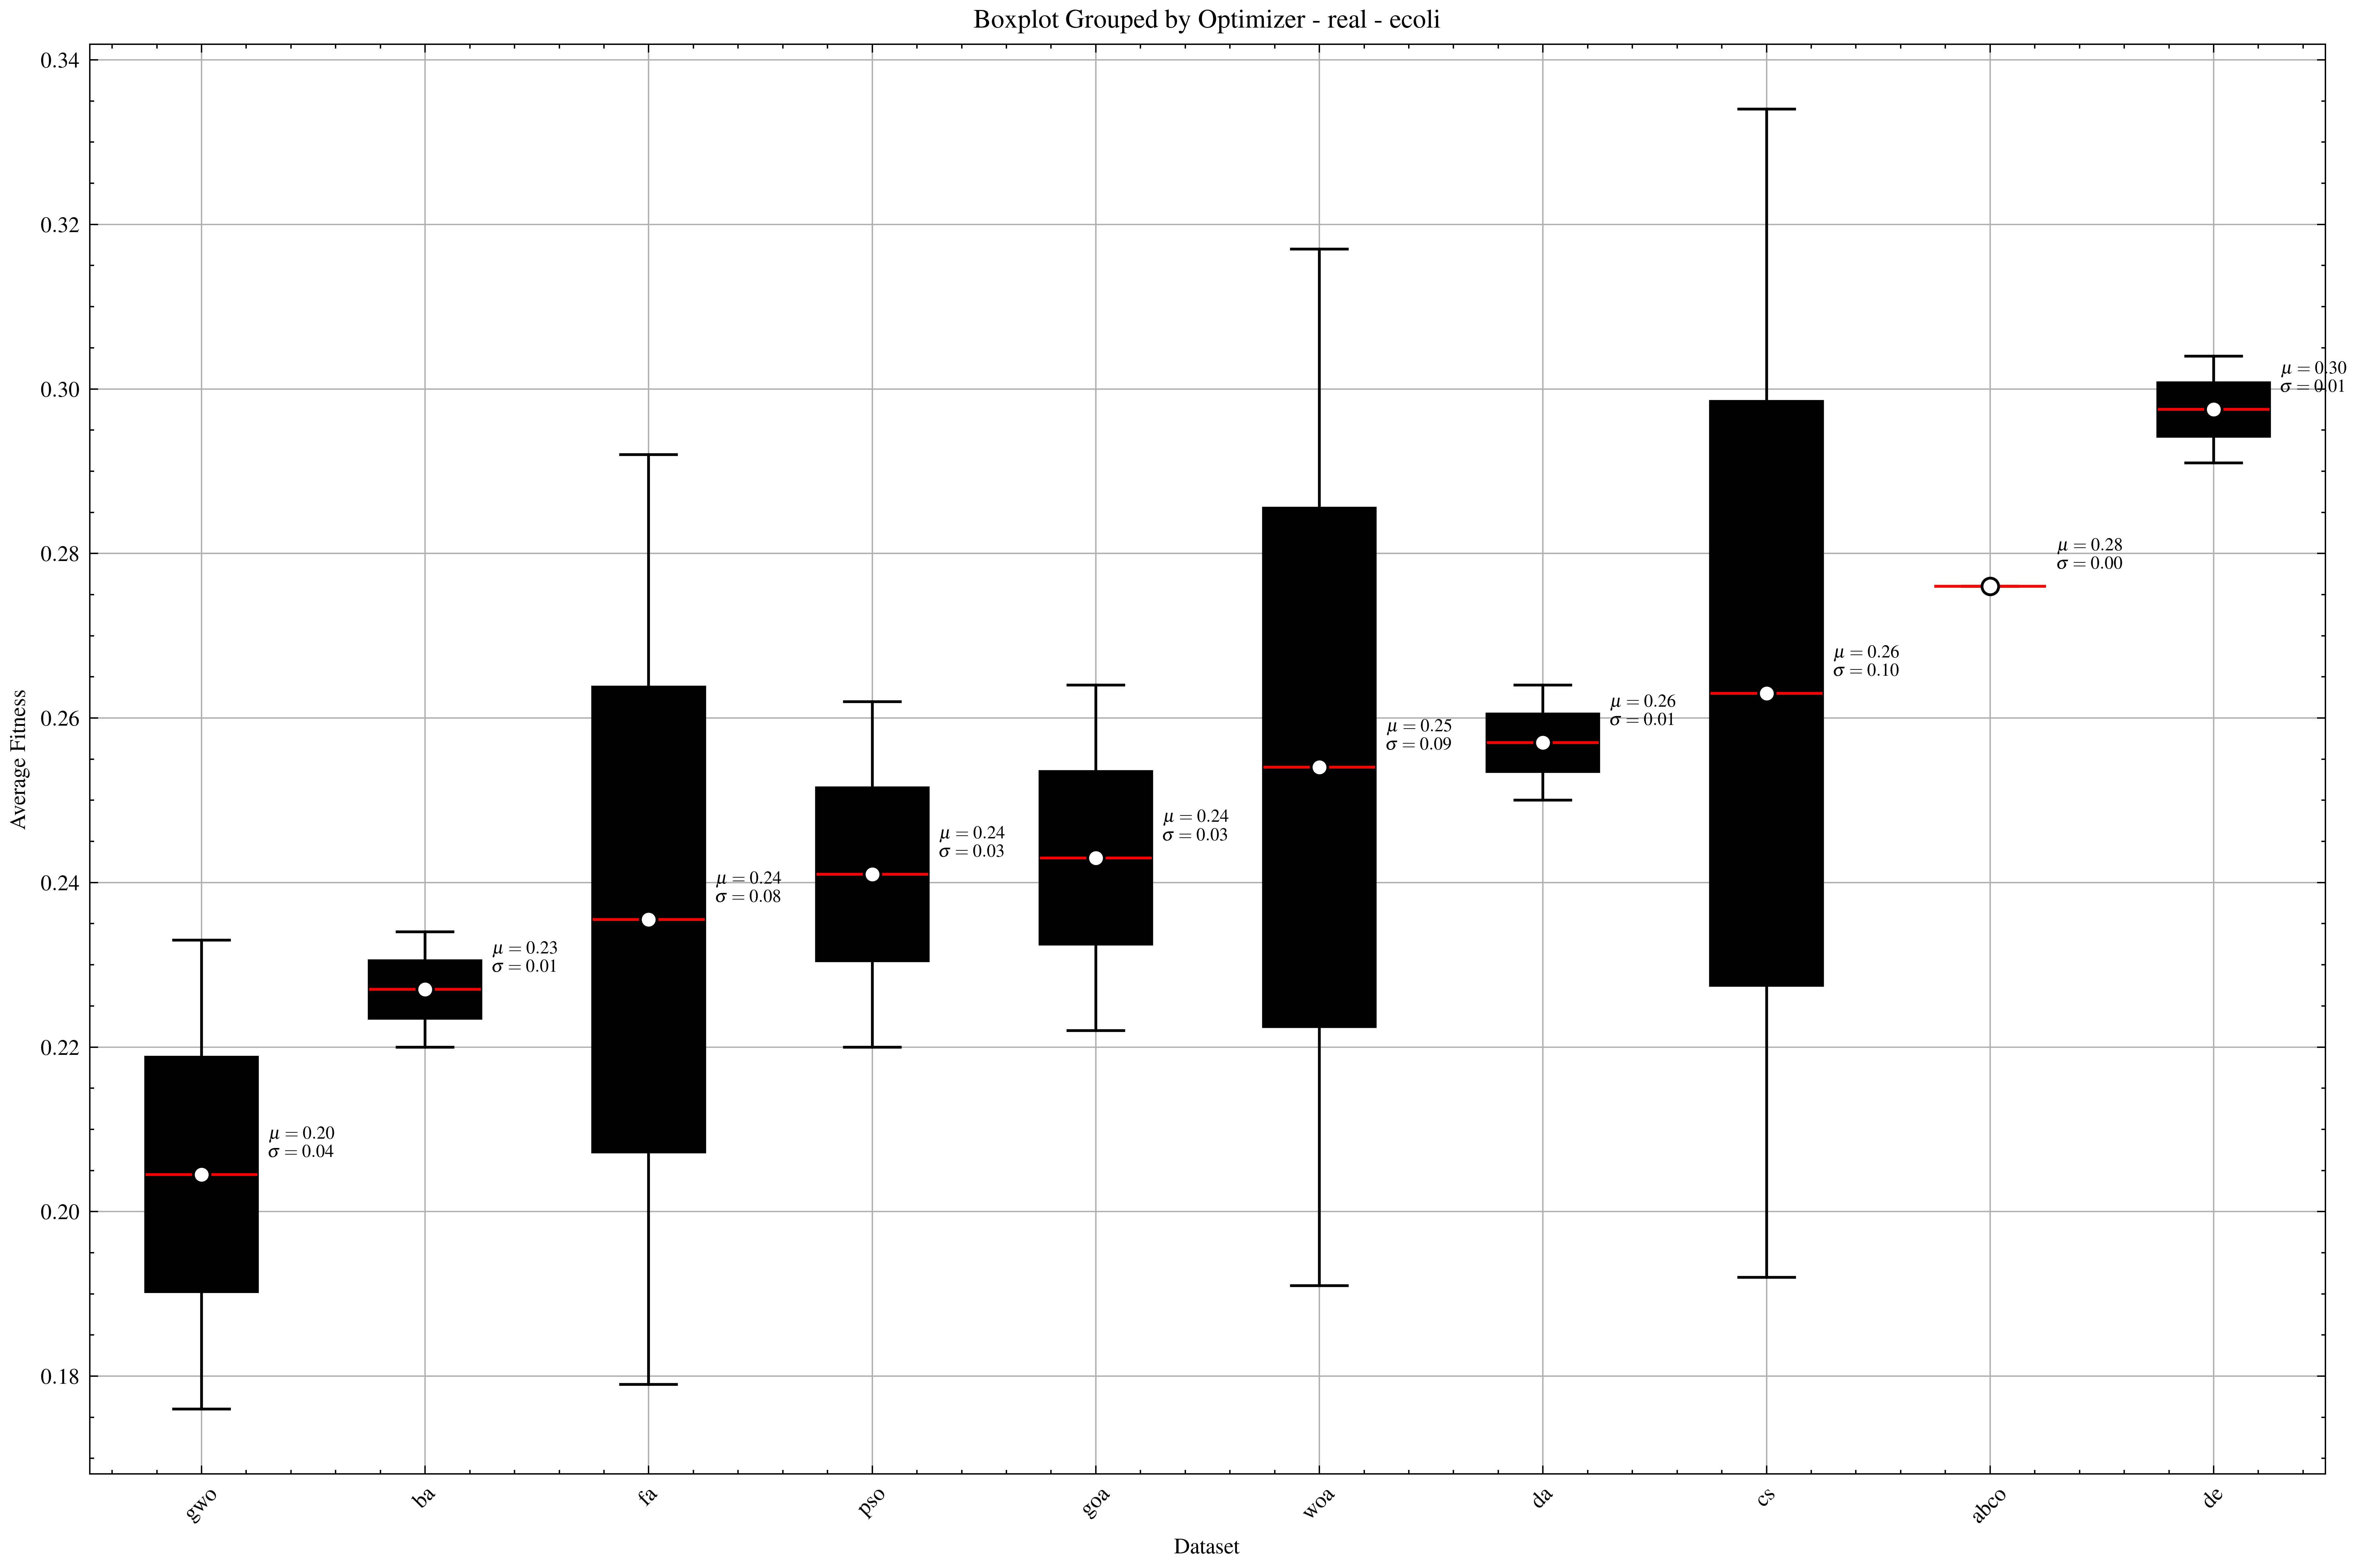 Boxplot Grouped by Optimizer - real - ecoli
Average Fitness
0.34
0.32
0.30
0.28
0.26
0.24
0.22
0.20
0.18
μ = 0.20
σ = 0.04
μ = 0.23
σ = 0.01
μ = 0.24
σ = 0.08
μ = 0.24
σ = 0.03
μ = 0.24
σ = 0.03
μ = 0.25
σ = 0.09
μ = 0.26
σ = 0.01
μ = 0.26
σ = 0.10
μ = 0.28
σ = 0.00
μ = 0.30
σ = 0.01
gwo
ba
fa
pso
goa
woa
da
cs
abco
de
Dataset